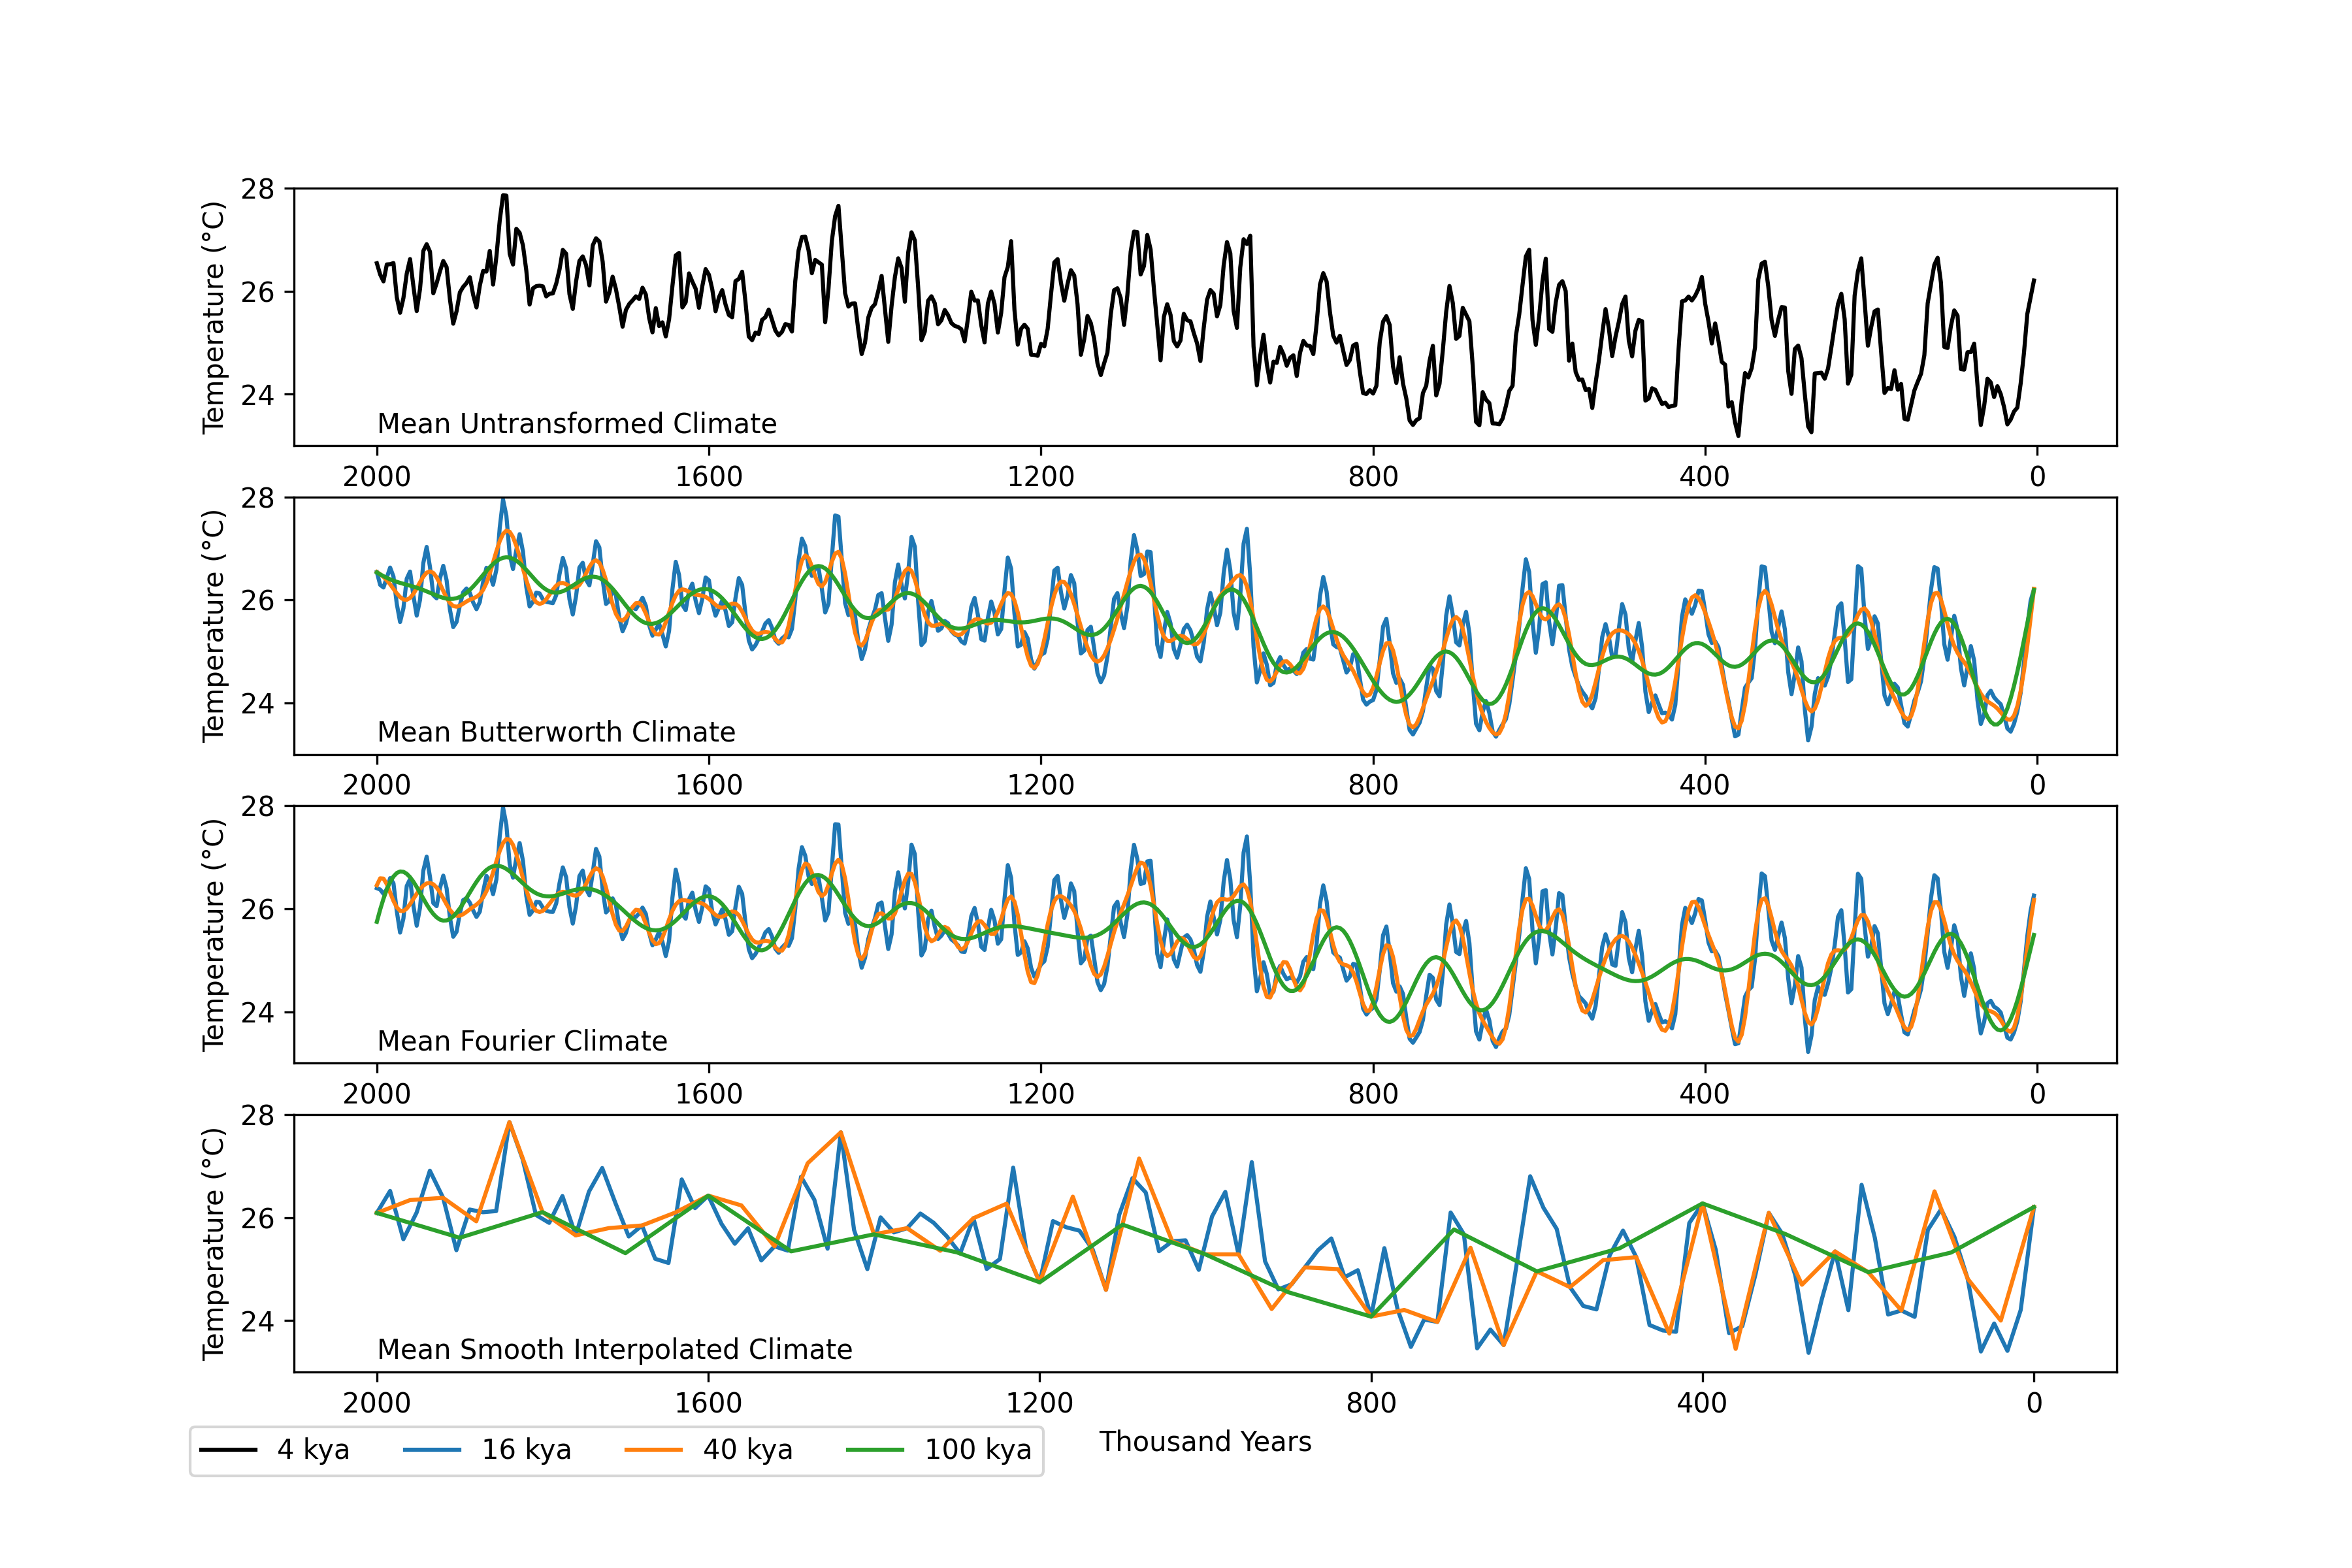 28
26
24
Temperature (°C)
Mean Untransformed Climate
2000 1600 1200 800 400 0
28
26
24
Temperature (°C)
Mean Butterworth Climate
2000 1600 1200 800 400 0
28
26
24
Temperature (°C)
Mean Fourier Climate
2000 1600 1200 800 400 0
28
26
24
Temperature (°C)
Mean Smooth Interpolated Climate
2000 1600 1200 800 400 0
Thousand Years
4 kya 16 kya 40 kya 100 kya